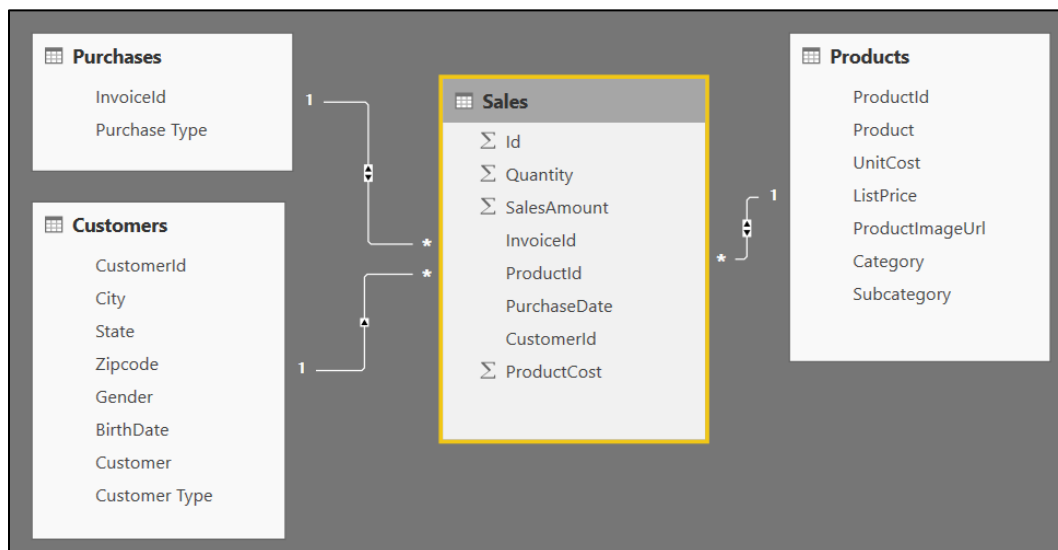 Purchases
InvoiceId
Purchase Type
1
Customers
CustomerId
City
State
Zipcode
Gender
BirthDate
Customer
Customer Type
1
Sales
Σ Id
Σ Quantity
Σ SalesAmount
InvoiceId
ProductId
PurchaseDate
CustomerId
Σ ProductCost
*
*
*
1
Products
ProductId
Product
UnitCost
ListPrice
ProductImageUrl
Category
Subcategory